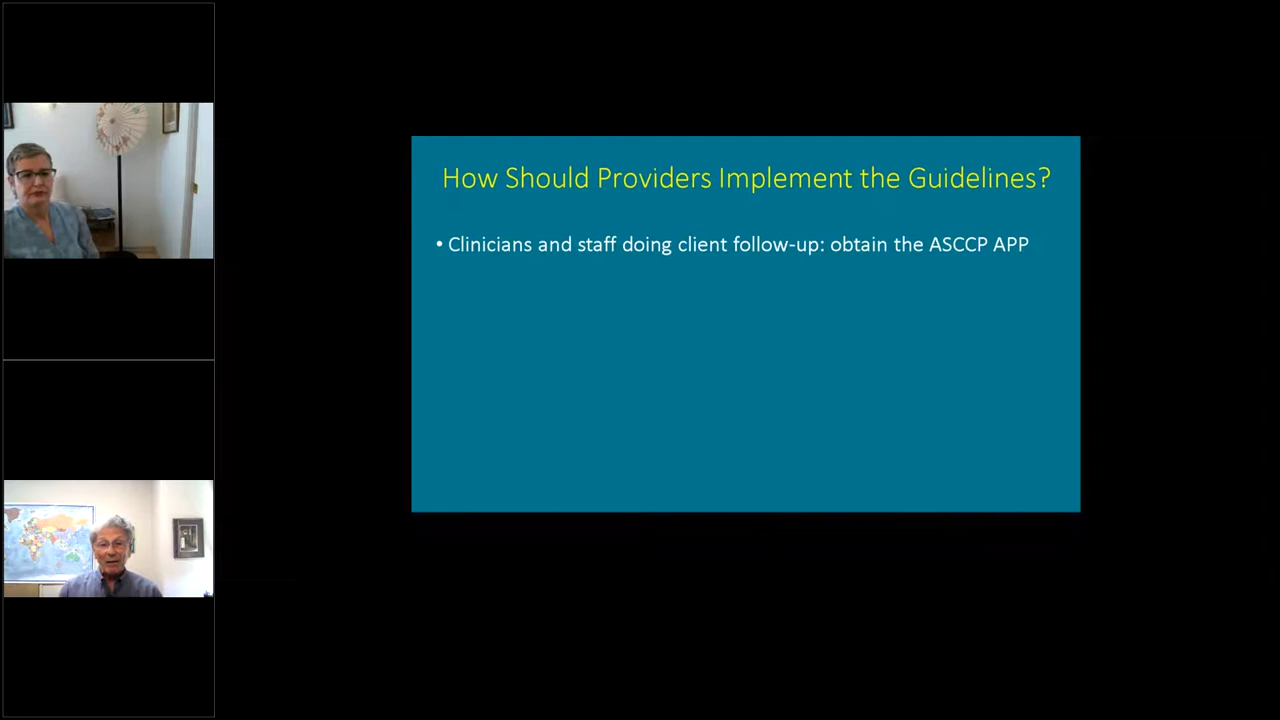 How Should Providers Implement the Guidelines?
• Clinicians and staff doing client follow-up: obtain the ASCCP APP